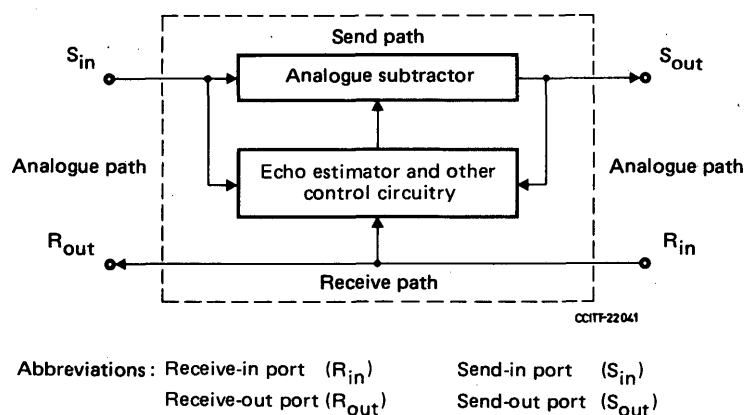 Send path
S_in
Analogue subtractor
S_out
Analogue path
Echo estimator and other
control circuitry
Analogue path
R_out
R_in
Receive path
CCITT-22041
Abbreviations: Receive-in port (R_in) Send-in port (S_in)
Receive-out port (R_out) Send-out port (S_out)